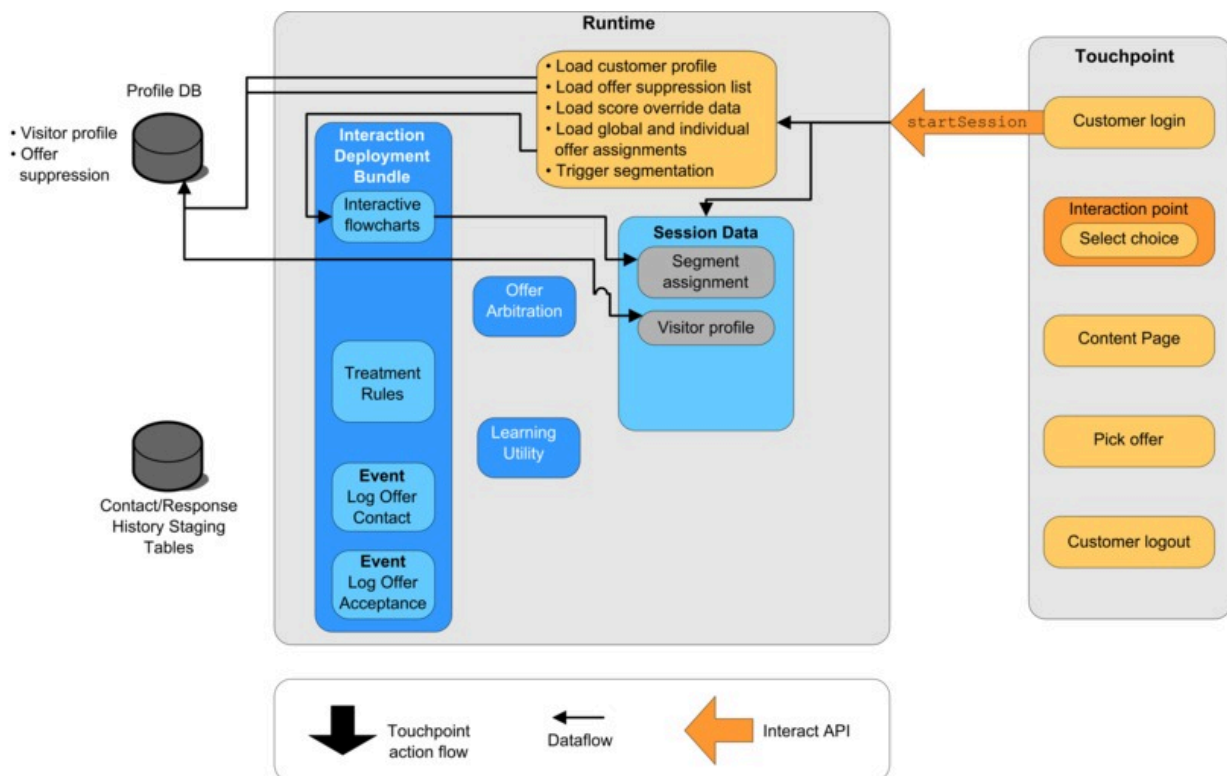 Runtime
Touchpoint
Profile DB
• Visitor profile
• Offer
suppression
• Load customer profile
• Load offer suppression list
• Load score override data
• Load global and individual
offer assignments
• Trigger segmentation
startSession
Customer login
Interaction
Deployment
Bundle
Interactive
flowcharts
Session Data
Segment
assignment
Visitor profile
Interaction point
Select choice
Offer
Arbitration
Treatment
Rules
Content Page
Learning
Utility
Pick offer
Contact/Response
History Staging
Tables
Event
Log Offer
Contact
Event
Log Offer
Acceptance
Customer logout
Touchpoint
action flow
Dataflow
Interact API